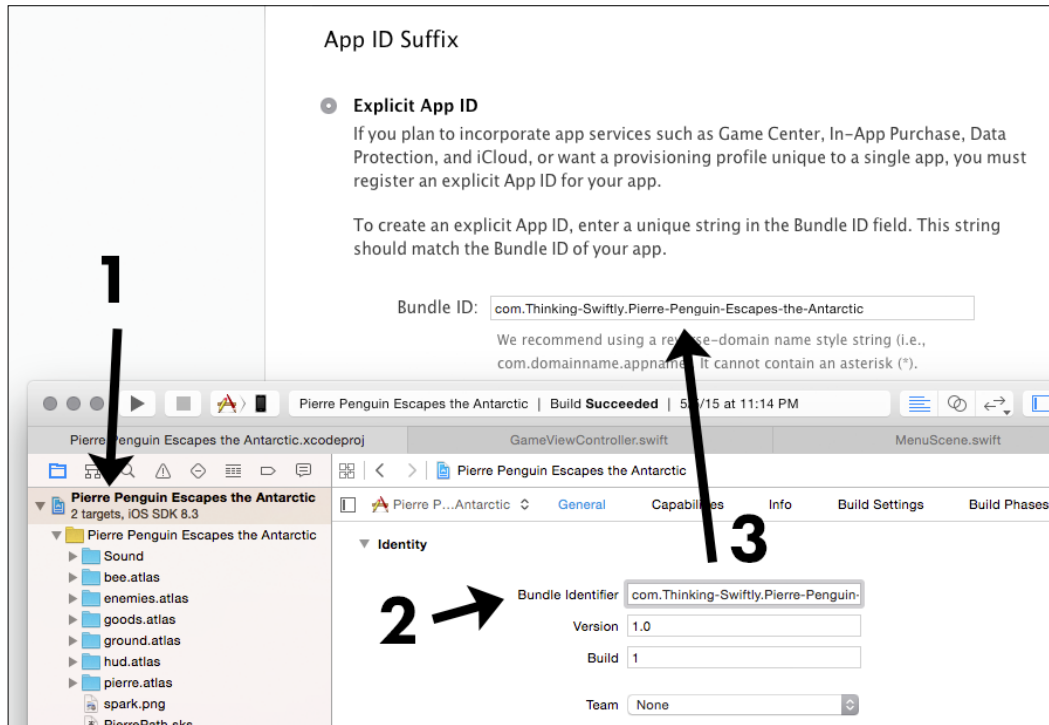 App ID Suffix
Explicit App ID
If you plan to incorporate app services such as Game Center, In-App Purchase, Data
Protection, and iCloud, or want a provisioning profile unique to a single app, you must
register an explicit App ID for your app.
To create an explicit App ID, enter a unique string in the Bundle ID field. This string
should match the Bundle ID of your app.
1
Bundle ID: com.Thinking-Swiftly.Pierre-Penguin-Escapes-the-Antarctic
We recommend using a reverse-domain name style string (i.e.,
com.domainname.appname). It cannot contain an asterisk (*).
Pierre Penguin Escapes the Antarctic | Build Succeeded | at 11:14 PM
Pierre Penguin Escapes the Antarctic.xcodeproj GameViewController.swift MenuScene.swift
Pierre Penguin Escapes the Antarctic
Pierre Penguin Escapes the Antarctic
2 targets, iOS SDK 8.3
Pierre P...Antarctic General Capabilities Info Build Settings Build Phases
Pierre Penguin Escapes the Antarctic
Sound
bee.atlas
enemies.atlas
goods.atlas
ground.atlas
hud.atlas
pierre.atlas
spark.png
PierrePath.sks
Identity
3
2
Bundle Identifier com.Thinking-Swiftly.Pierre-Penguin-
Version 1.0
Build 1
Team None